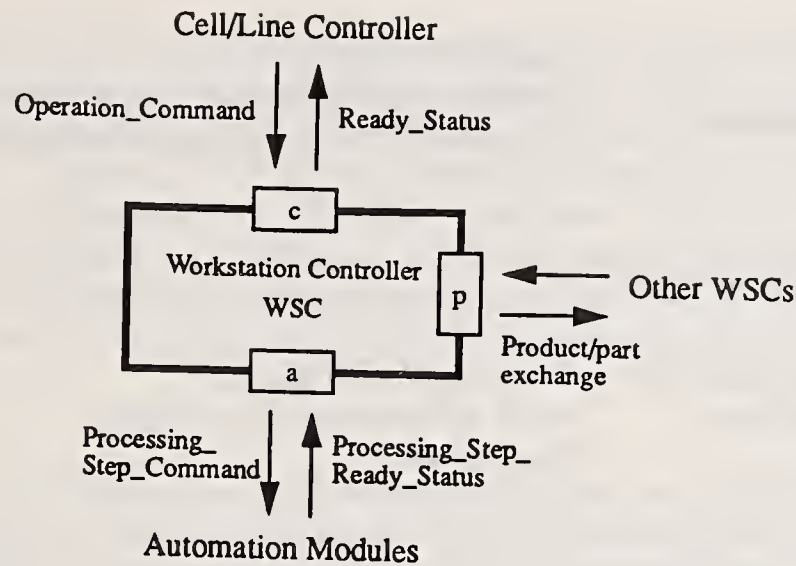 Cell/Line Controller
Operation_Command
Ready_Status
c
Workstation Controller
WSC
p
Other WSCs
Product/part
exchange
a
Processing_
Step_Command
Processing_Step_
Ready_Status
Automation Modules